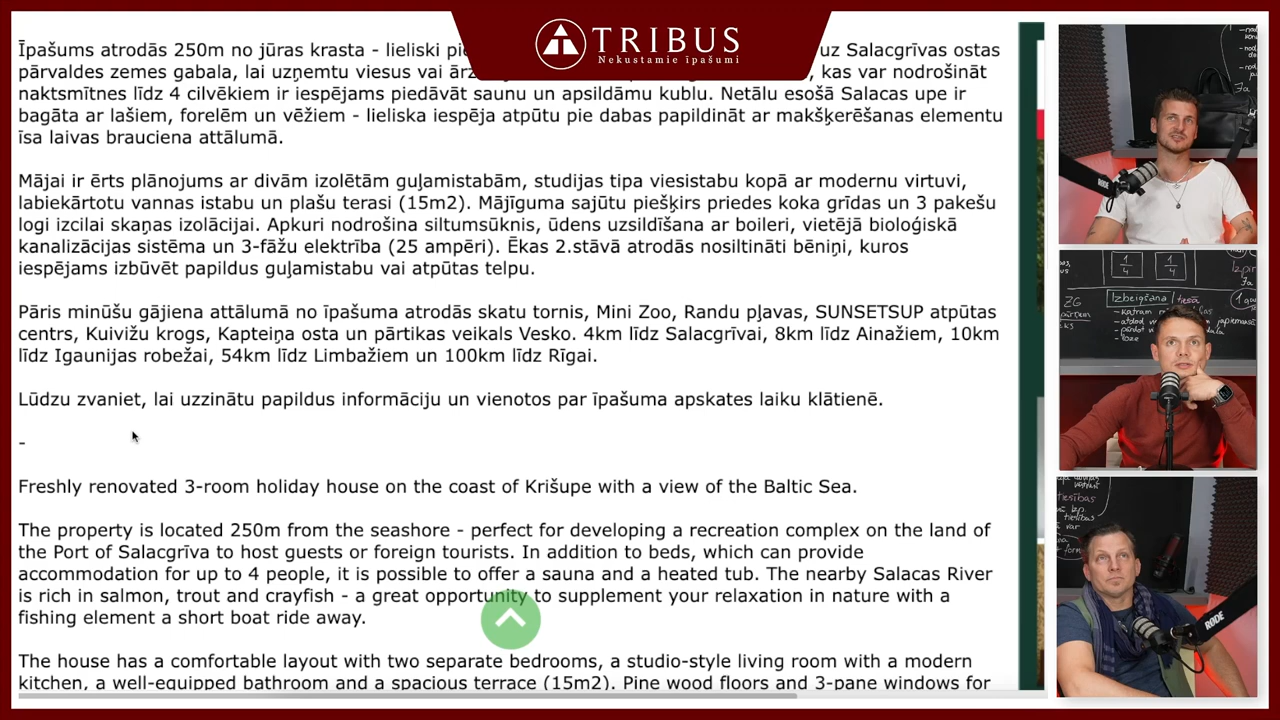 TRIBUS
Nekustamie īpašumi
Īpašums atrodās 250m no jūras krasta - lieliski uz Salacgrīvas ostas
pārvaldes zemes gabala, lai uzņemtu viesus vai , kas var nodrošināt
naktsmītnes līdz 4 cilvēkiem ir iespējams piedāvāt saunu un apsildāmu kublu. Netālu esošā Salacas upe ir
bagāta ar lašiem, forelēm un vēžiem - lieliska iespēja atpūtu pie dabas papildināt ar makšķerēšanas elementu
īsa laivas brauciena attālumā.
Mājai ir ērts plānojums ar divām izolētām guļamistabām, studijas tipa viesistabu kopā ar modernu virtuvi,
labiekārtotu vannas istabu un plašu terasi (15m2). Mājīguma sajūtu piešķirs priedes koka grīdas un 3 pakešu
logi izcilai skaņas izolācijai. Apkuri nodrošina siltumsūknis, ūdens uzsildīšana ar boileri, vietējā bioloģiskā
kanalizācijas sistēma un 3-fāžu elektrība (25 ampēri). Ēkas 2.stāvā atrodās nosiltināti bēniņi, kuros
iespējams izbūvēt papildus guļamistabu vai atpūtas telpu.
Pāris minūšu gājiena attālumā no īpašuma atrodās skatu tornis, Mini Zoo, Randu pļavas, SUNSETSUP atpūtas
centrs, Kuivižu krogs, Kapteiņa osta un pārtikas veikals Vesko. 4km līdz Salacgrīvai, 8km līdz Ainažiem, 10km
līdz Igaunijas robežai, 54km līdz Limbažiem un 100km līdz Rīgai.
Lūdzu zvaniet, lai uzzinātu papildus informāciju un vienotos par īpašuma apskates laiku klātienē.
-
Freshly renovated 3-room holiday house on the coast of Krišupe with a view of the Baltic Sea.
The property is located 250m from the seashore - perfect for developing a recreation complex on the land of
the Port of Salacgrīva to host guests or foreign tourists. In addition to beds, which can provide
accommodation for up to 4 people, it is possible to offer a sauna and a heated tub. The nearby Salacas River
is rich in salmon, trout and crayfish - a great opportunity to supplement your relaxation in nature with a
fishing element a short boat ride away.
The house has a comfortable layout with two separate bedrooms, a studio-style living room with a modern
kitchen, a well-equipped bathroom and a spacious terrace (15m2). Pine wood floors and 3-pane windows for
1/4 1/4
ZG
Izbeigšana
RODE